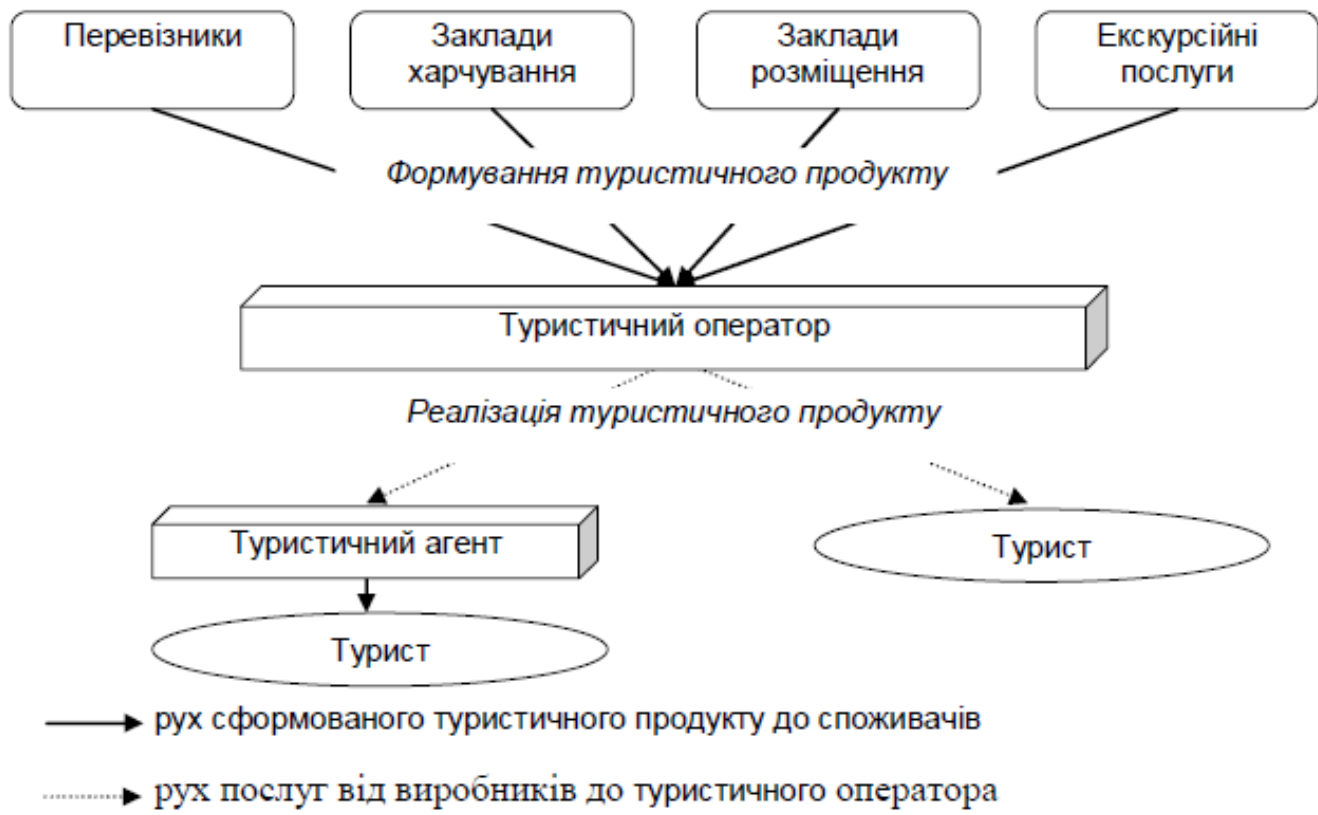 Перевізники
Заклади
харчування
Заклади
розміщення
Екскурсійні
послуги
Формування туристичного продукту
Туристичний оператор
Реалізація туристичного продукту
Туристичний агент
Турист
Турист
рух сформованого туристичного продукту до споживачів
рух послуг від виробників до туристичного оператора